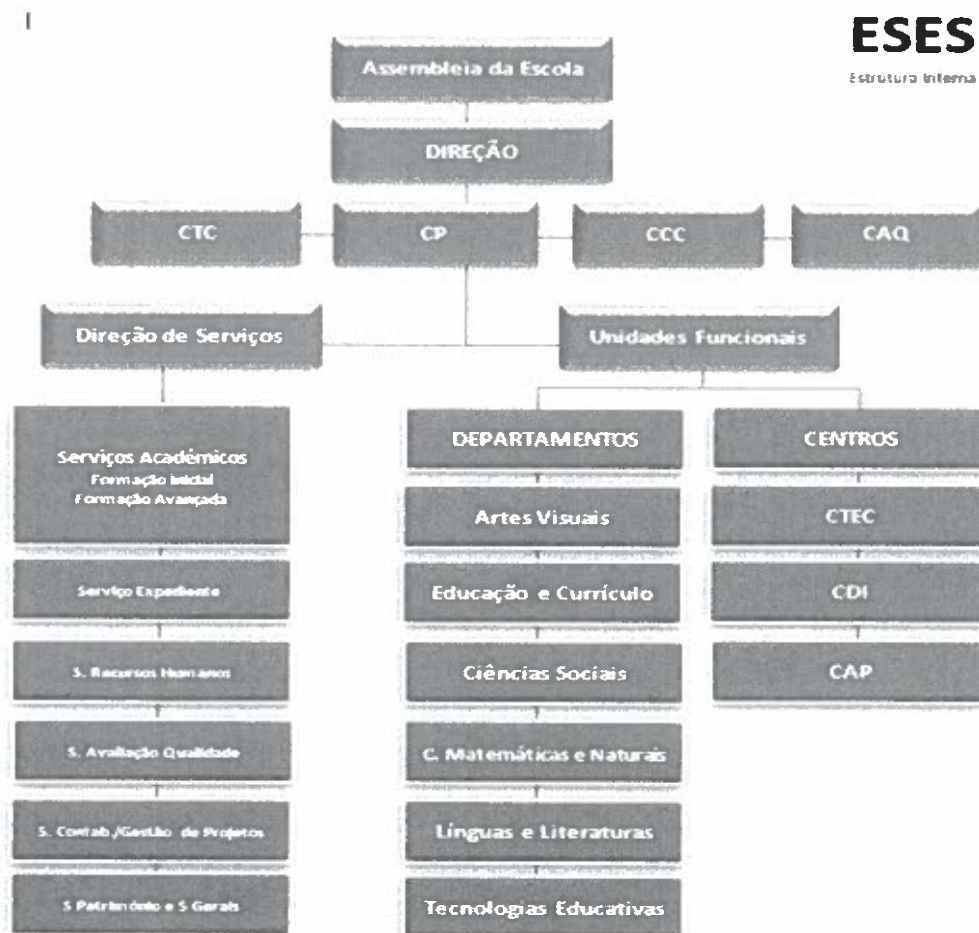 ESES
Estrutura Interna
Assembleia da Escola
DIREÇÃO
CTC
CP
CCC
CAQ
Direção de Serviços
Unidades Funcionais
Serviços Académicos
Formação Inicial
Formação Avançada
Serviço Expediente
S. Recursos Humanos
S. Avaliação Qualidade
S. Contab./Gestão de Projetos
S Património e S Gerais
DEPARTAMENTOS
Artes Visuais
Educação e Currículo
Ciências Sociais
C. Matemáticas e Naturais
Línguas e Literaturas
Tecnologias Educativas
CENTROS
CTEC
CDI
CAP